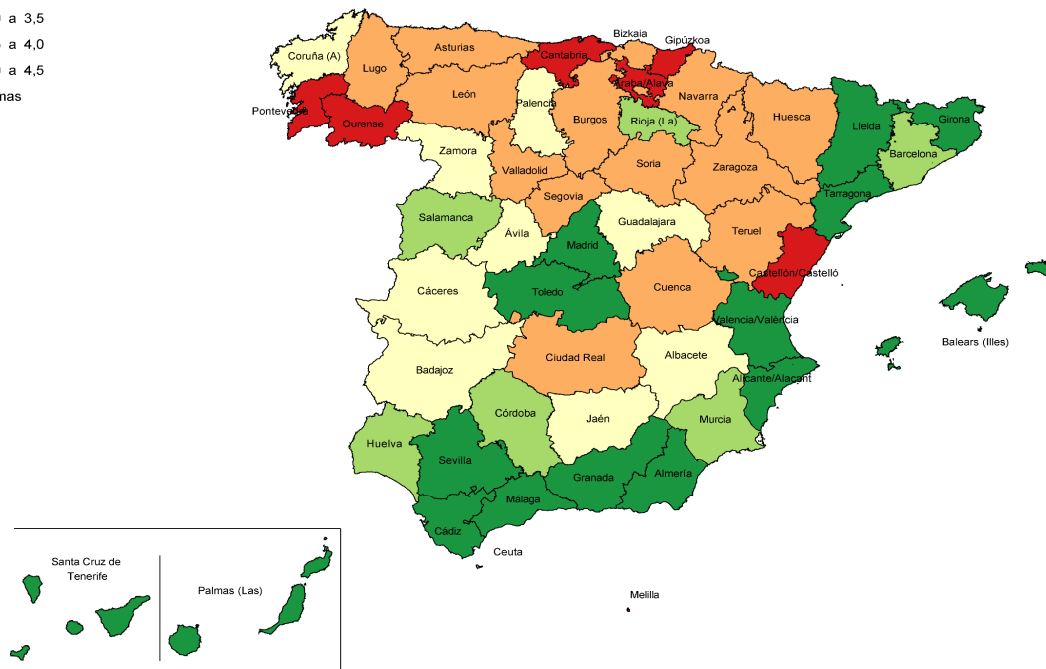 a 3,5
a 4,0
a 4,5
Bizkaia
Gipúzkoa
Asturias
Coruña (A)
Cantabria
Lugo
Araba/Alava
León
Navarra
Palencia
Huesca
Pontevedra
Burgos
Rioja (La)
Girona
Ourense
Lleida
Zamora
Barcelona
Soria
Zaragoza
Valladolid
Segovia
Tarragona
Salamanca
Guadalajara
Ávila
Teruel
Madrid
Castellón/Castelló
Cáceres
Toledo
Cuenca
Valencia/València
Balears (Illes)
Albacete
Ciudad Real
Badajoz
Alicante/Alacant
Córdoba
Jaén
Murcia
Huelva
Sevilla
Granada
Almería
Málaga
Cádiz
Ceuta
Santa Cruz de
Tenerife
Palmas (Las)
Melilla